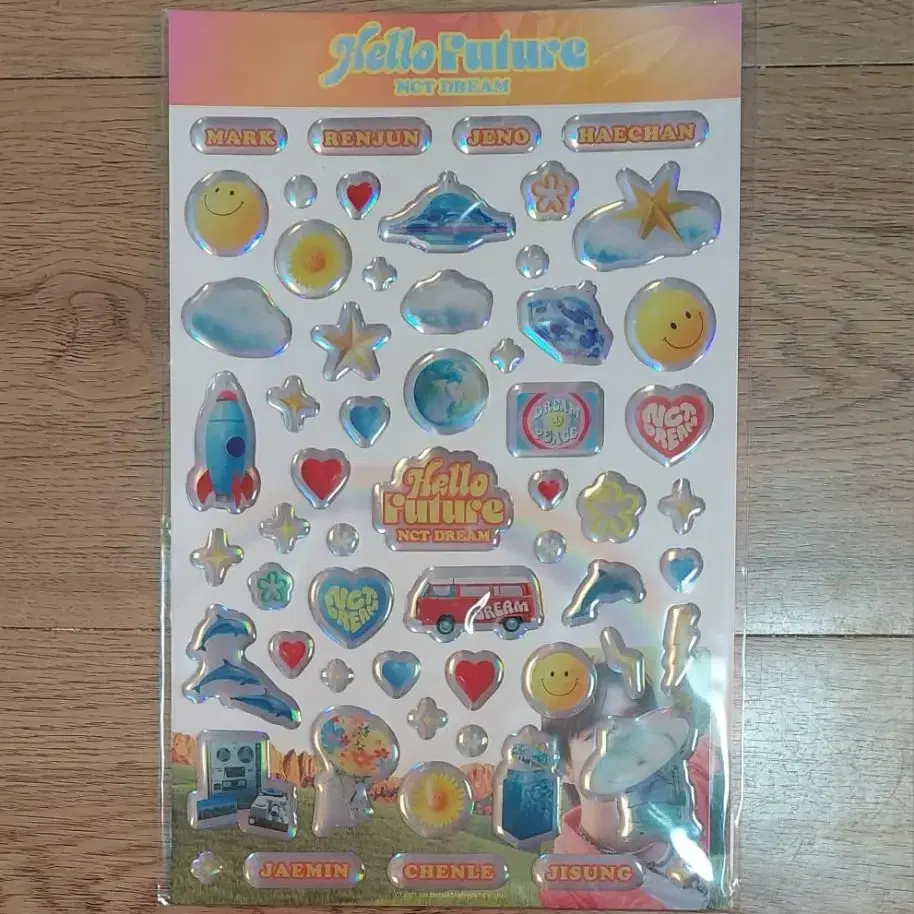 Hello Future
NCT DREAM
MARK
RENJUN
JENO
HAECHAN
DREAM
PEACE
NCT
DREAM
Hello
Future
NCT DREAM
NCT
DREAM
DREAM
JAEMIN
CHENLE
JISUNG